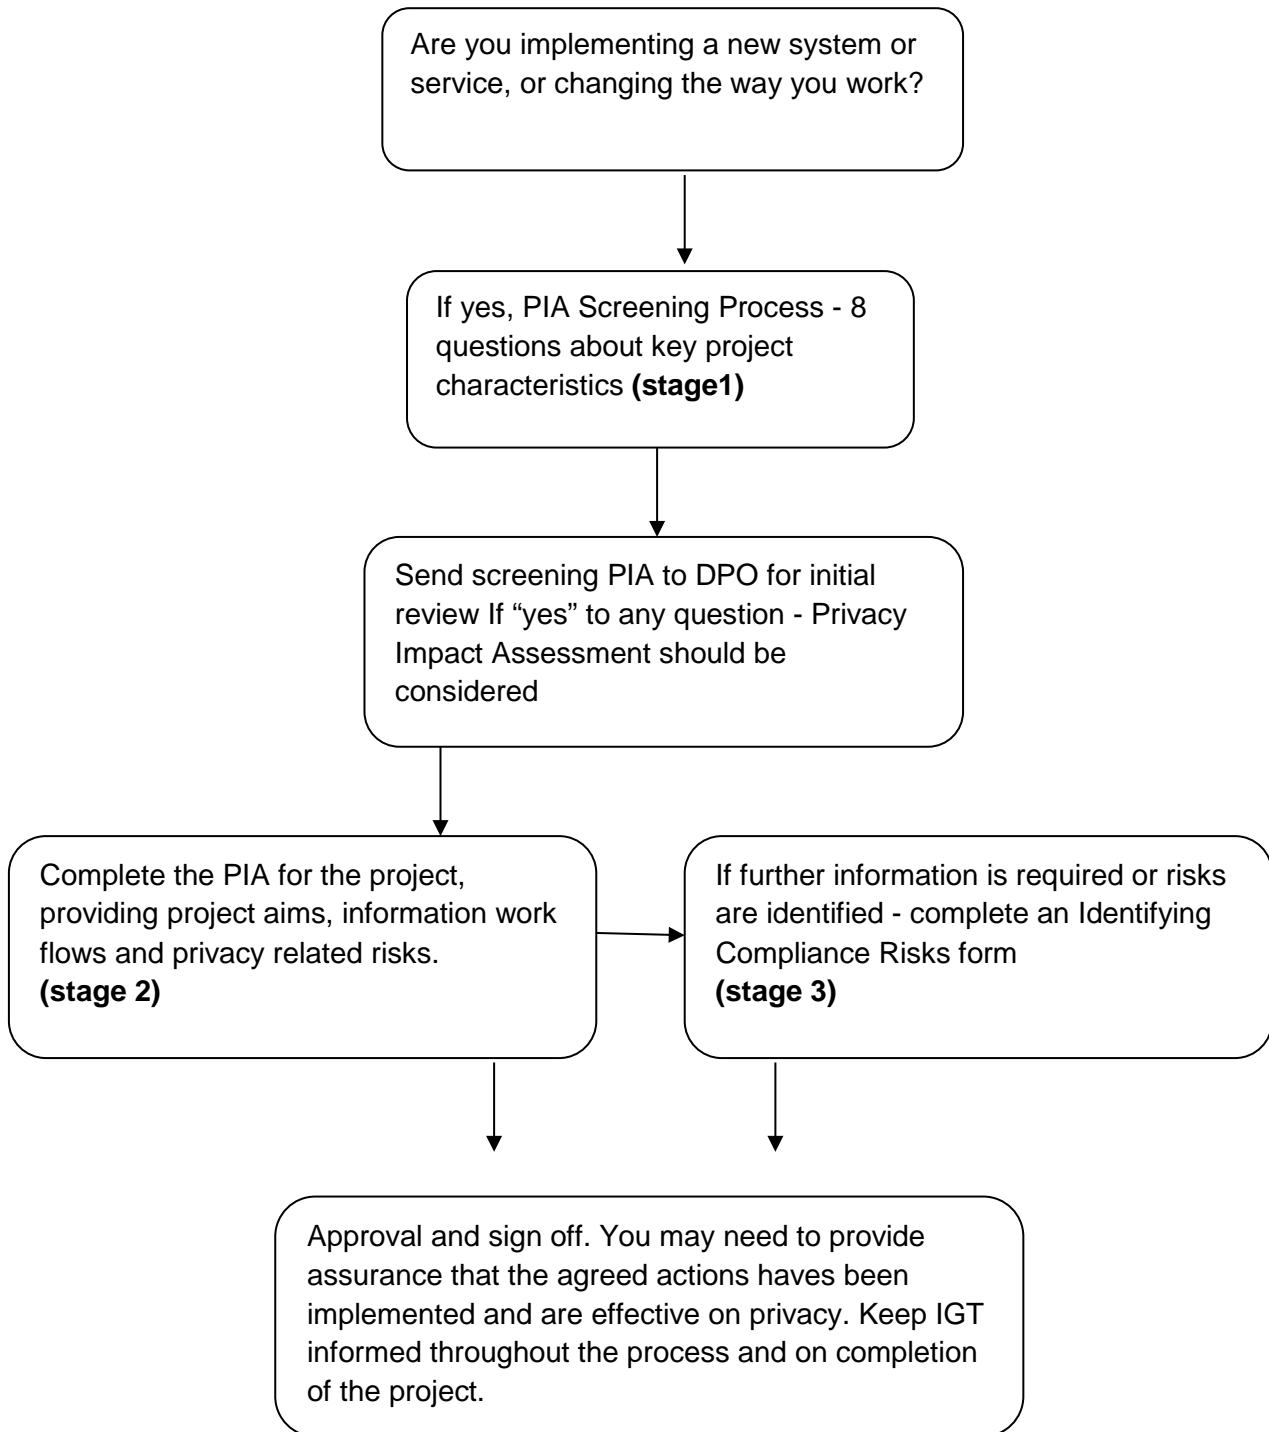 Are you implementing a new system or
service, or changing the way you work?
If yes, PIA Screening Process - 8
questions about key project
characteristics (stage1)
Send screening PIA to DPO for initial
review If “yes” to any question - Privacy
Impact Assessment should be
considered
Complete the PIA for the project,
providing project aims, information work
flows and privacy related risks.
(stage 2)
If further information is required or risks
are identified - complete an Identifying
Compliance Risks form
(stage 3)
Approval and sign off. You may need to provide
assurance that the agreed actions haves been
implemented and are effective on privacy. Keep IGT
informed throughout the process and on completion
of the project.